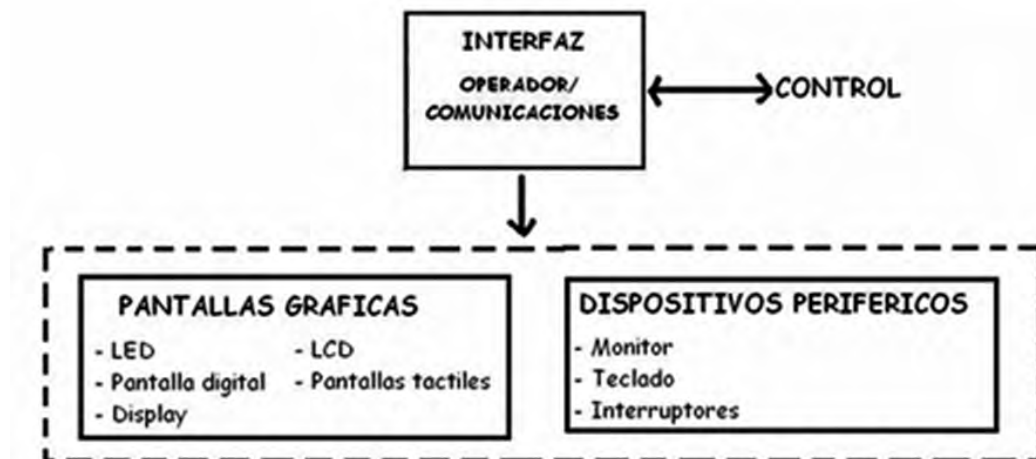 INTERFAZ
OPERADOR/
COMUNICACIONES
CONTROL
PANTALLAS GRAFICAS
- LED
- LCD
- Pantalla digital
- Pantallas tactiles
- Display
DISPOSITIVOS PERIFERICOS
- Monitor
- Teclado
- Interruptores